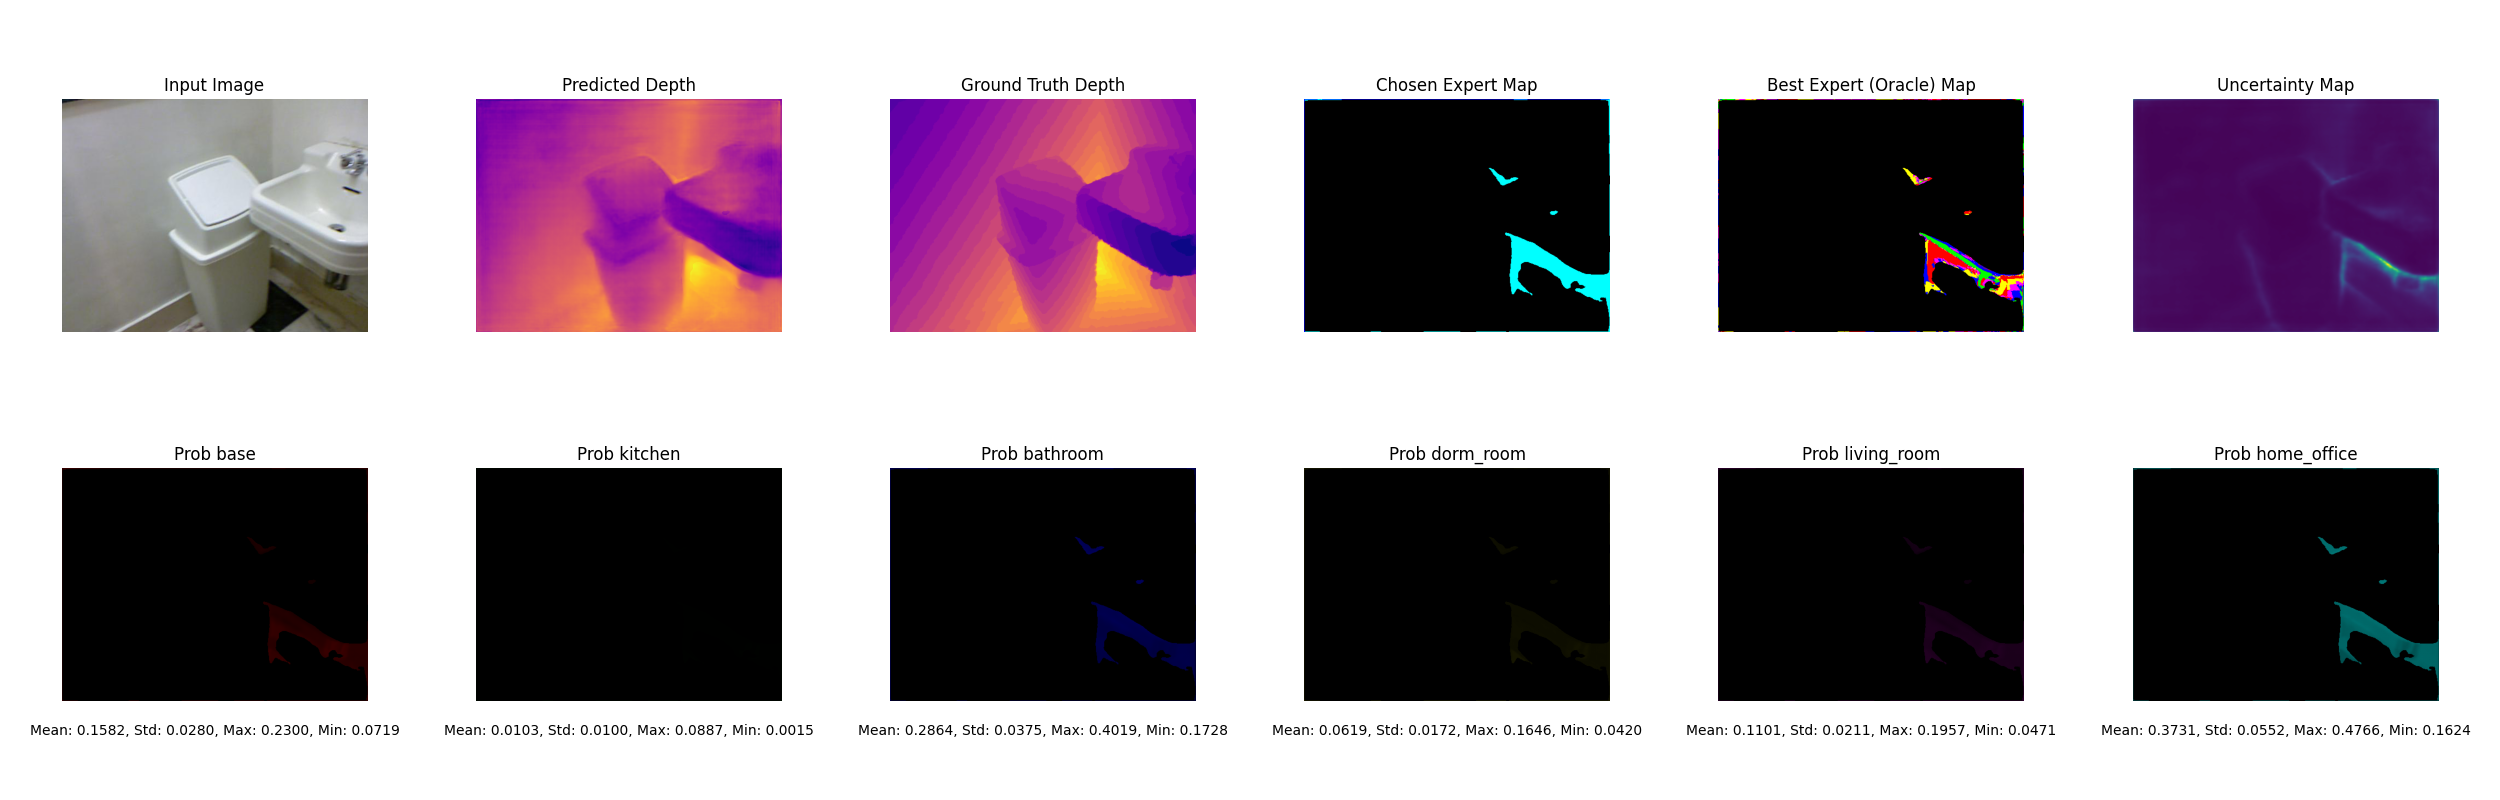 Input Image
Predicted Depth
Ground Truth Depth
Chosen Expert Map
Best Expert (Oracle) Map
Uncertainty Map
Prob base
Prob kitchen
Prob bathroom
Prob dorm_room
Prob living_room
Prob home_office
Mean: 0.1582, Std: 0.0280, Max: 0.2300, Min: 0.0719
Mean: 0.0103, Std: 0.0100, Max: 0.0887, Min: 0.0015
Mean: 0.2864, Std: 0.0375, Max: 0.4019, Min: 0.1728
Mean: 0.0619, Std: 0.0172, Max: 0.1646, Min: 0.0420
Mean: 0.1101, Std: 0.0211, Max: 0.1957, Min: 0.0471
Mean: 0.3731, Std: 0.0552, Max: 0.4766, Min: 0.1624